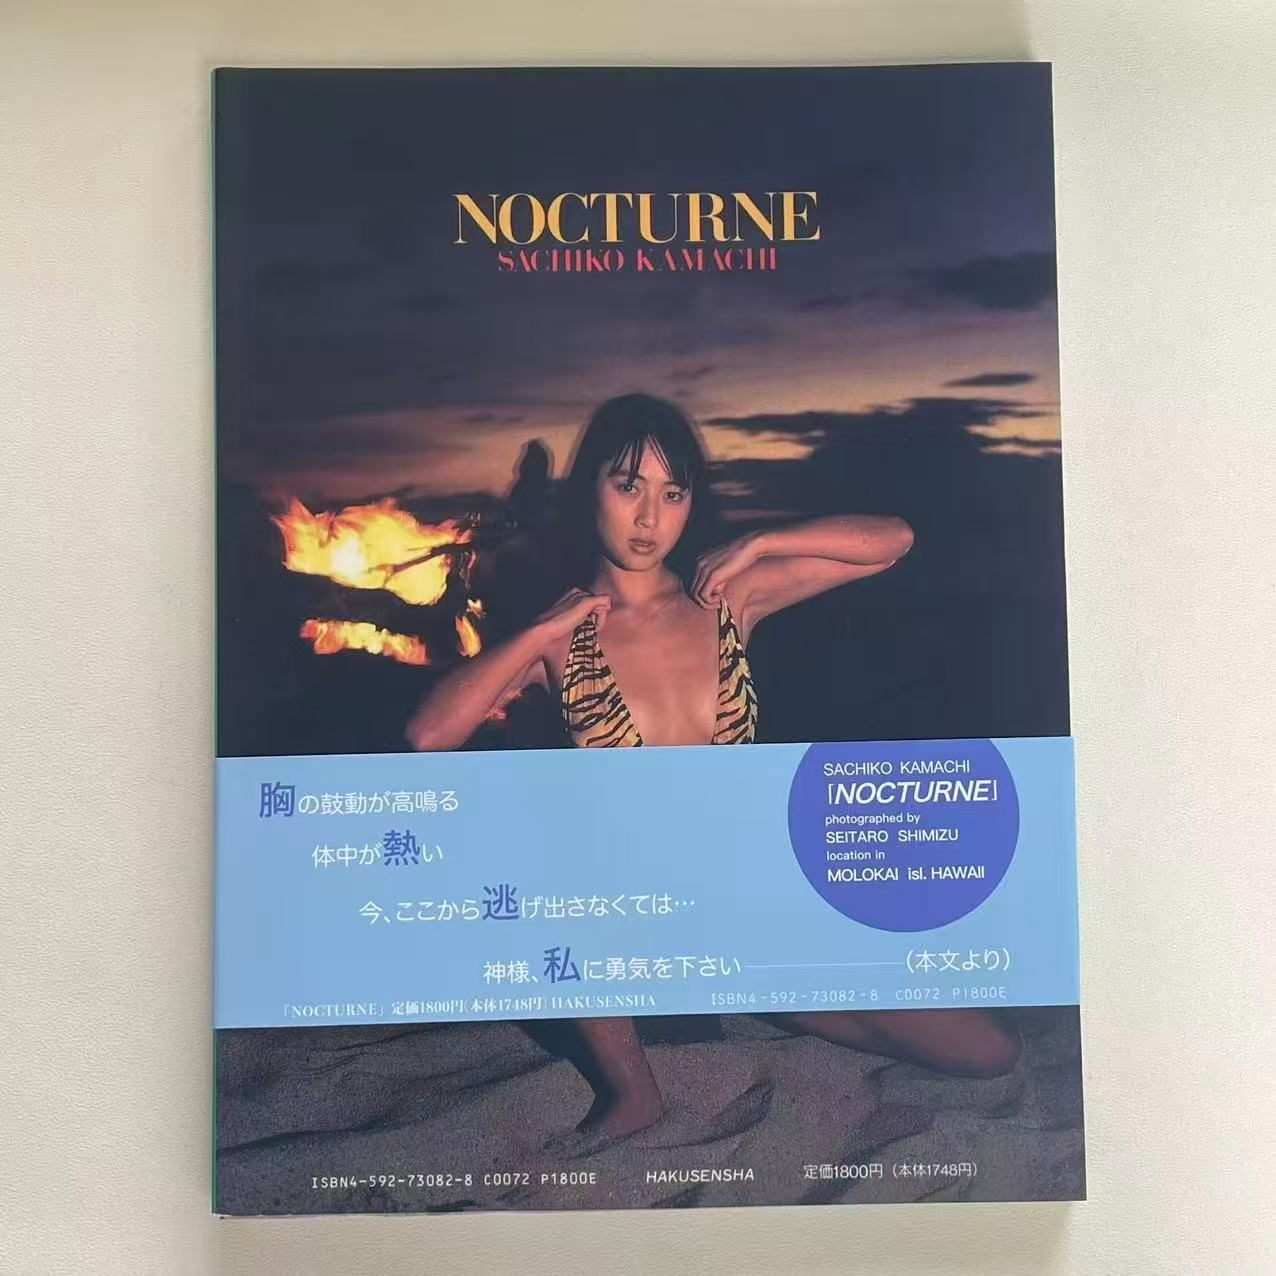 NOCTURNE
SACHIKO KAMACHI
胸の鼓動が高鳴る
体中が熱い
今、ここから逃げ出さなくては…
神様、私に勇気を下さい――――(本文より)
SACHIKO KAMACHI
「NOCTURNE」
photographed by
SEITARO SHIMIZU
location in
MOLOKAI isl. HAWAII
「NOCTURNE」定価1800円(本体1748円) HAKUSENSHA
ISBN4-592-73082-8 C0072 P1800E
ISBN4-592-73082-8 C0072 P1800E HAKUSENSHA 定価1800円(本体1748円)